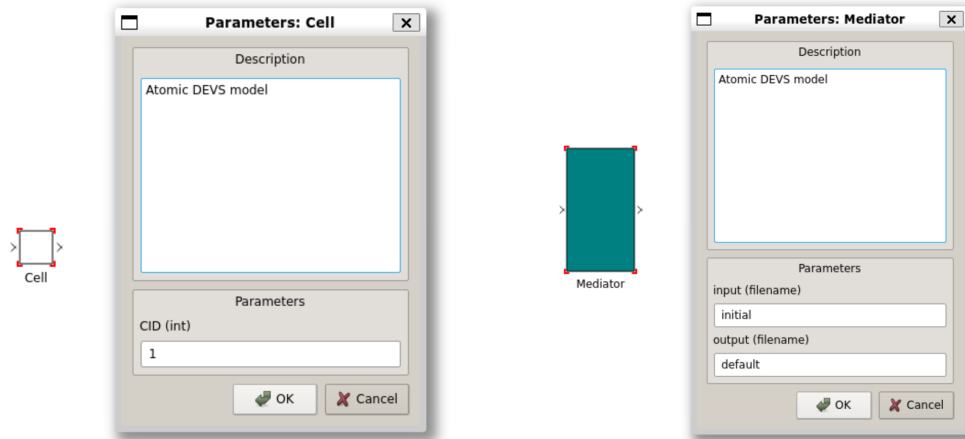 Parameters: Cell
Description
Atomic DEVS model
Cell
Parameters
CID (int)
1
OK
Cancel
Parameters: Mediator
Description
Atomic DEVS model
Mediator
Parameters
input (filename)
initial
output (filename)
default
OK
Cancel